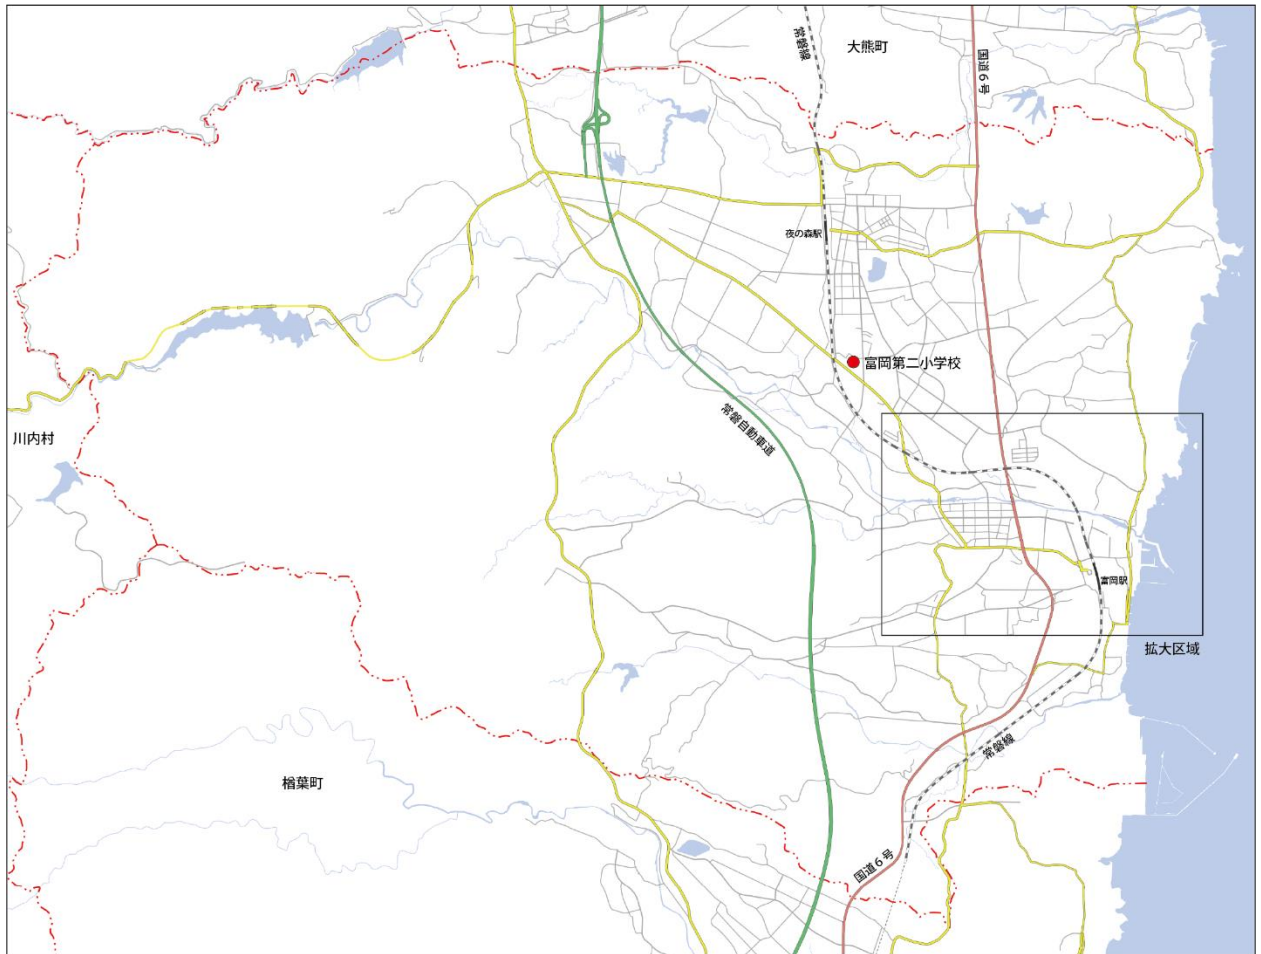 常磐線
大熊町
国道6号
夜の森駅
富岡第二小学校
常磐自動車道
川内村
富岡駅
拡大区域
常磐線
楢葉町
国道6号